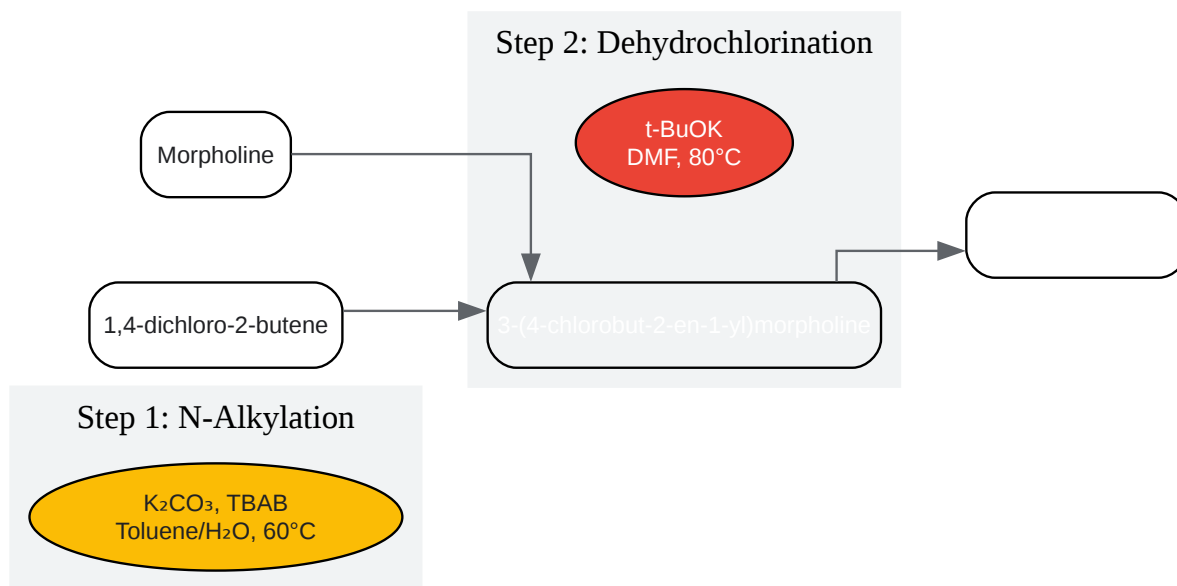 Step 2: Dehydrochlorination
t-BuOK
DMF, 80°C
Morpholine
1,4-dichloro-2-butene
3-(4-chlorobut-2-en-1-yl)morpholine
Step 1: N-Alkylation
K₂CO₃, TBAB
Toluene/H₂O, 60°C